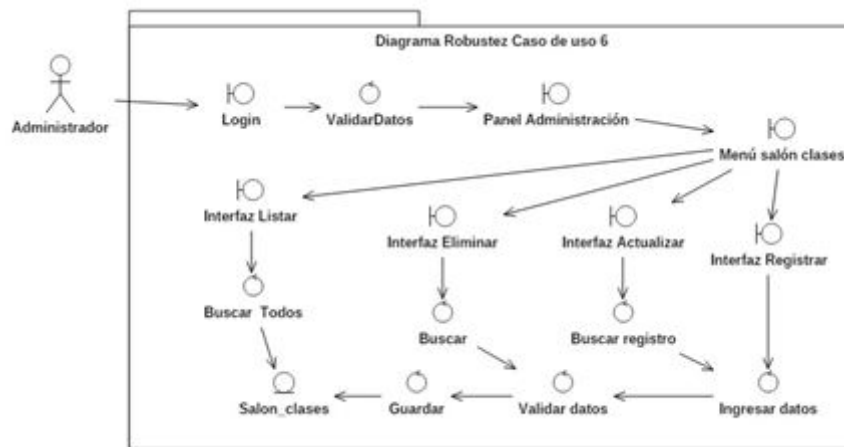 Diagrama Robustez Caso de uso 6
Administrador
Login
ValidarDatos
Panel Administración
Menú salón clases
Interfaz Listar
Interfaz Eliminar
Interfaz Actualizar
Interfaz Registrar
Buscar Todos
Buscar
Buscar registro
Salon_clases
Guardar
Validar datos
Ingresar datos